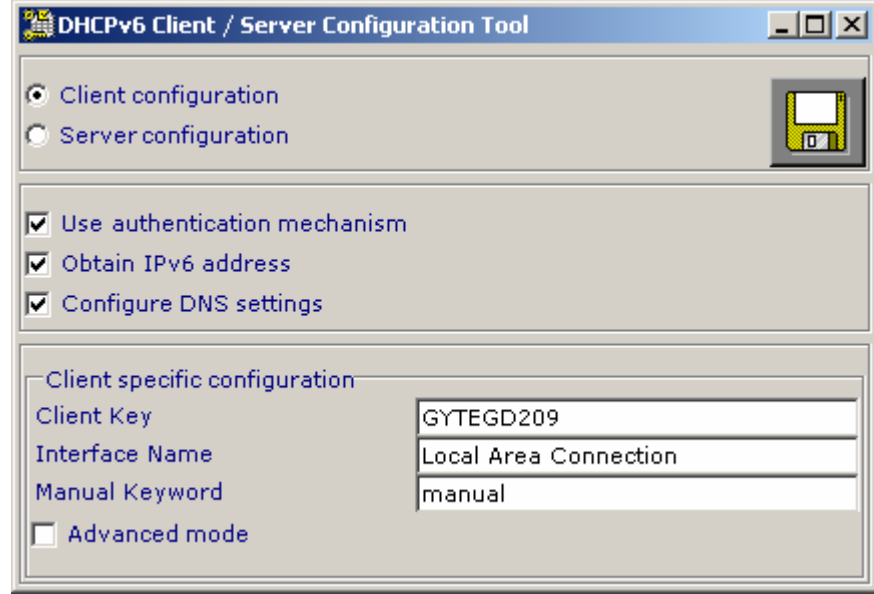 DHCPv6 Client / Server Configuration Tool
Client configuration
Server configuration
Use authentication mechanism
Obtain IPv6 address
Configure DNS settings
Client specific configuration
Client Key GYTEGD209
Interface Name Local Area Connection
Manual Keyword manual
Advanced mode